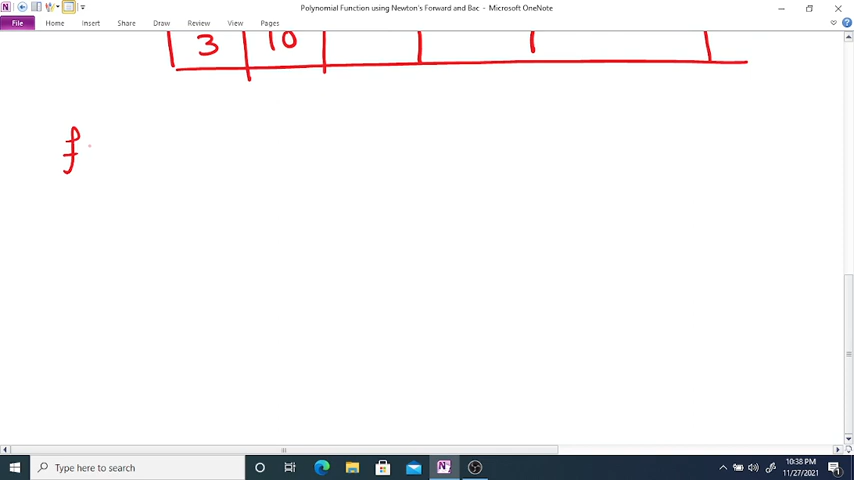 Polynomial Function using Newton's Forward and Bac - Microsoft OneNote
File Home Insert Share Draw Review View Pages
3 10
f
Type here to search
10:38 PM
11/27/2021